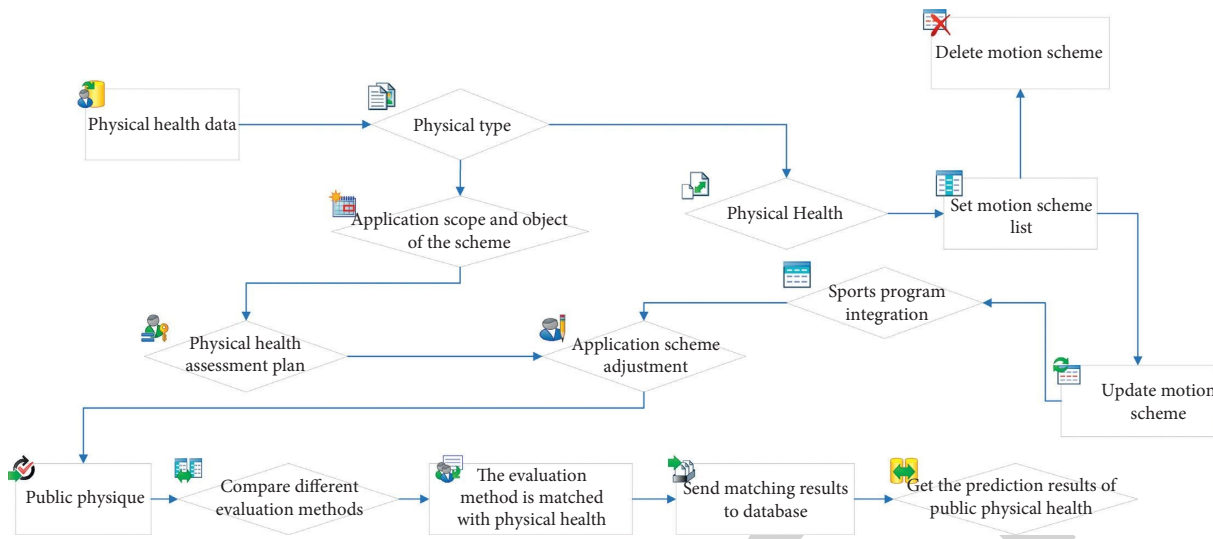 Delete motion scheme
Physical health data
Physical type
Application scope and object
of the scheme
Physical Health
Set motion scheme
list
Sports program
integration
Physical health
assessment plan
Application scheme
adjustment
Update motion
scheme
Public physique
Compare different
evaluation methods
The evaluation
method is matched
with physical health
Send matching results
to database
Get the prediction results of
public physical health